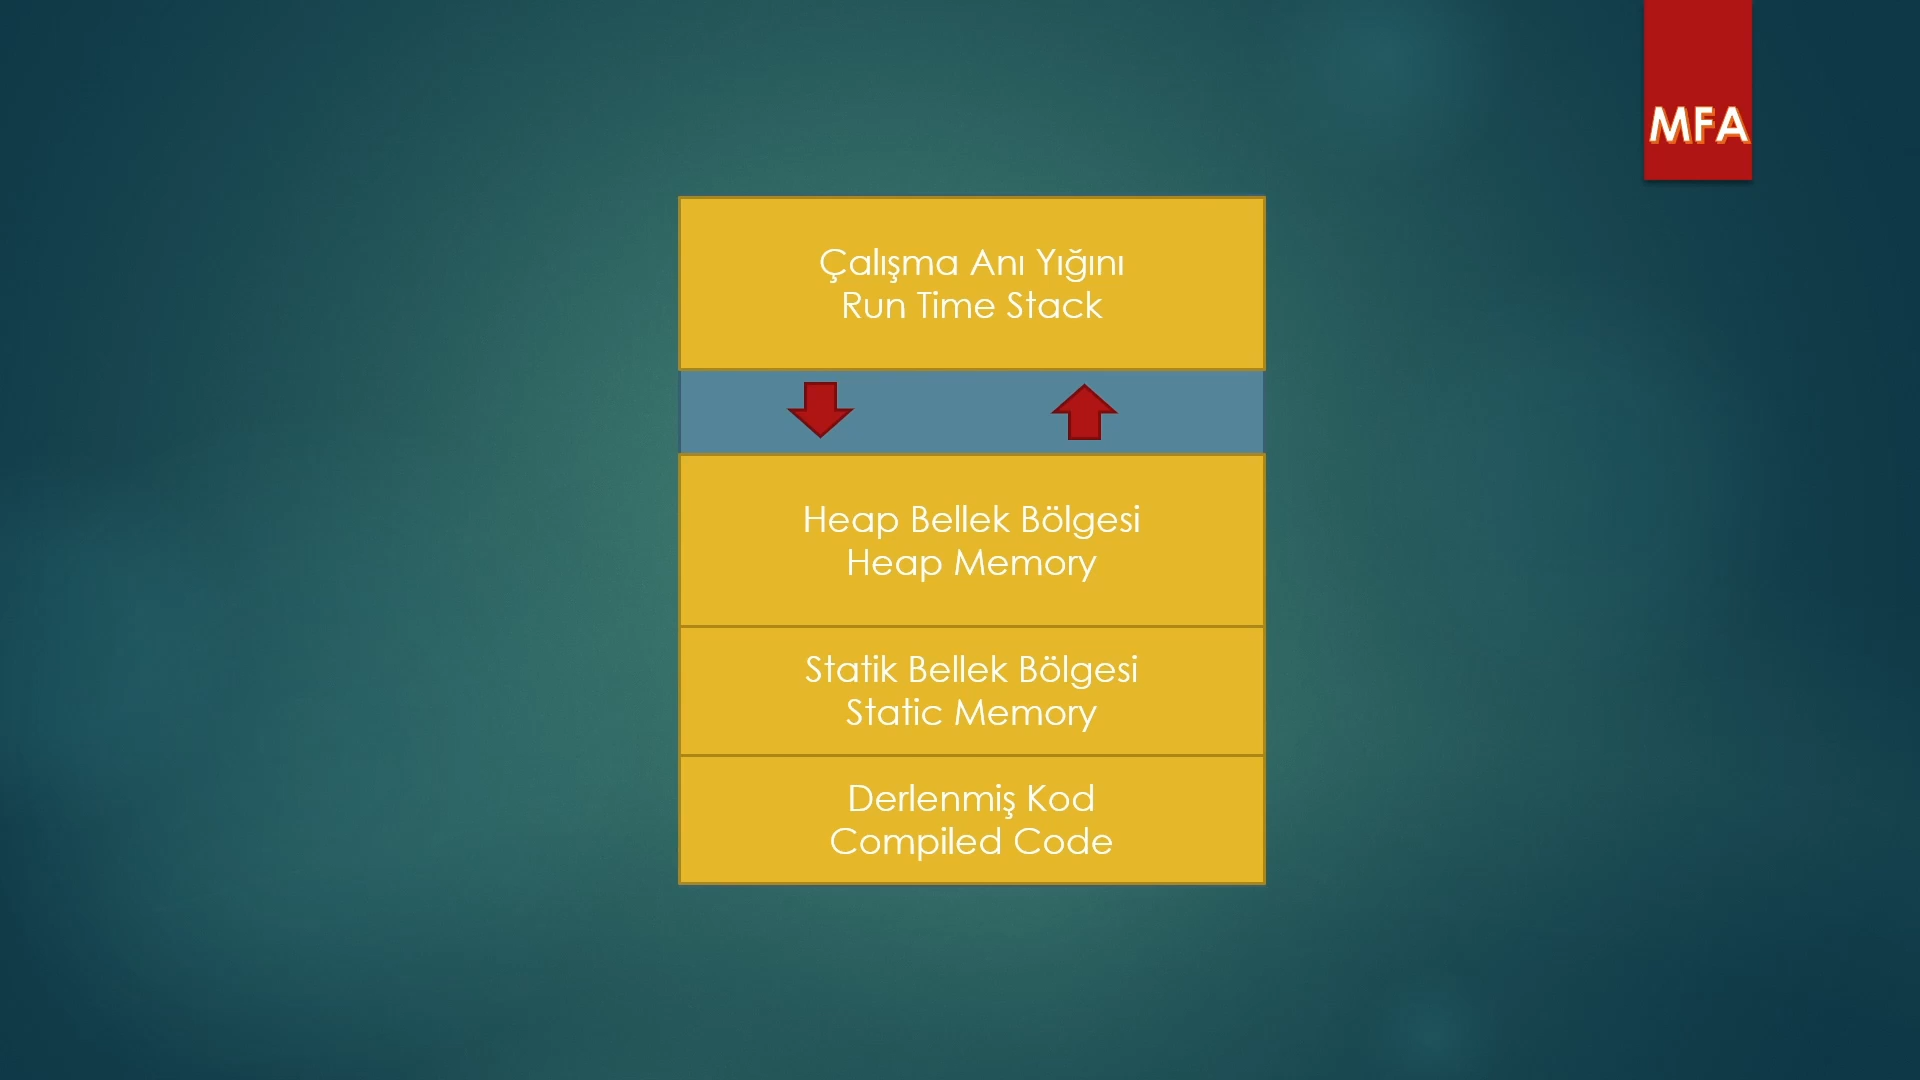 MFA
Çalışma Anı Yığını
Run Time Stack
Heap Bellek Bölgesi
Heap Memory
Statik Bellek Bölgesi
Static Memory
Derlenmiş Kod
Compiled Code